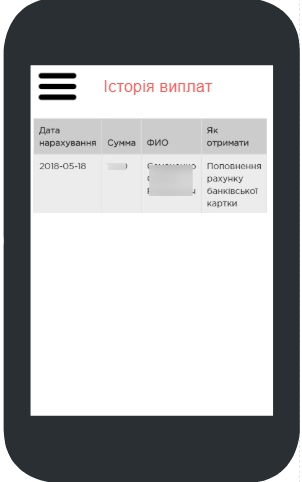 Історія виплат
Дата
нарахування Сумма ФИО Як
отримати
2018-05-18 Поповнення
рахунку
банківської
картки